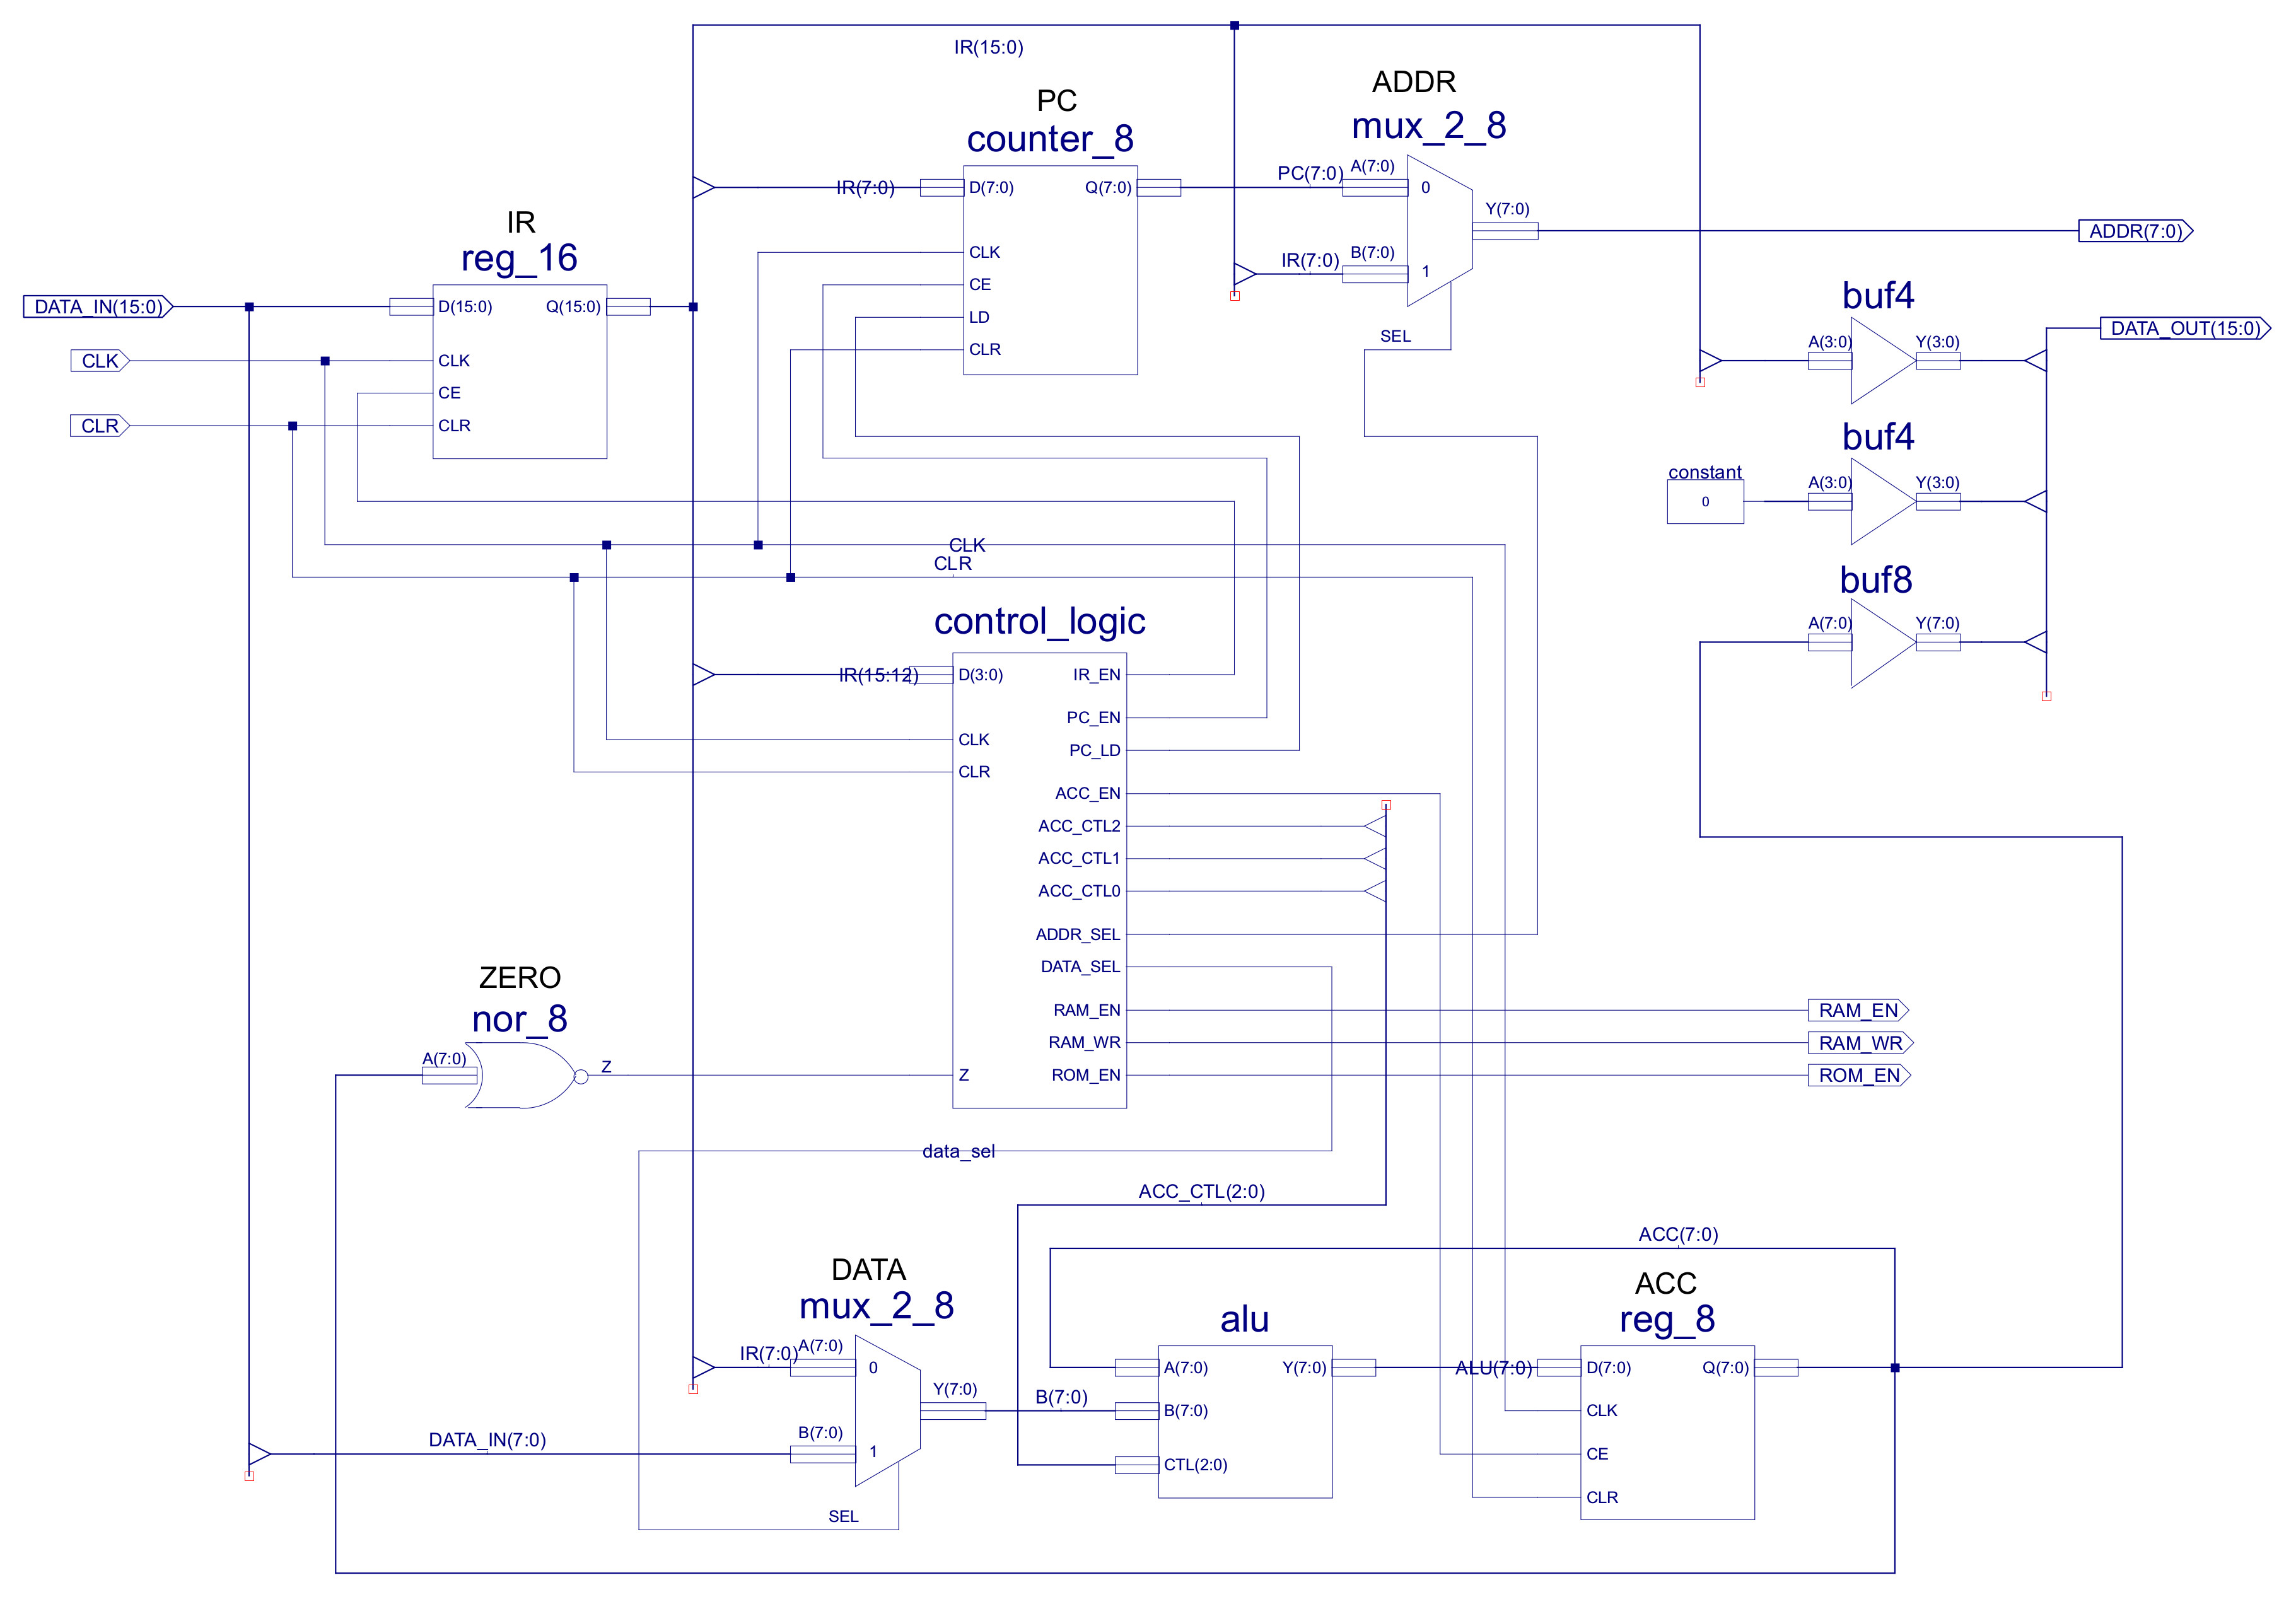 IR(15:0)
ADDR
mux_2_8
PC
counter_8
A(7:0)
PC(7:0)
0
IR(7:0)
D(7:0)
Q(7:0)
Y(7:0)
ADDR(7:0)
IR
reg_16
CLK
B(7:0)
IR(7:0)
1
CE
LD
CLR
SEL
DATA_IN(15:0)
D(15:0)
Q(15:0)
CLK
CLK
CE
CLR
CLR
buf4
DATA_OUT(15:0)
A(3:0)
Y(3:0)
buf4
constant
0
A(3:0)
Y(3:0)
CLK
CLR
buf8
A(7:0)
Y(7:0)
control_logic
IR(15:12)
D(3:0)
IR_EN
PC_EN
CLK
PC_LD
CLR
ACC_EN
ACC_CTL2
ACC_CTL1
ACC_CTL0
ADDR_SEL
DATA_SEL
ZERO
nor_8
RAM_EN
RAM_EN
RAM_WR
RAM_WR
A(7:0)
Z
Z
ROM_EN
ROM_EN
data_sel
ACC_CTL(2:0)
ACC(7:0)
DATA
mux_2_8
alu
ACC
reg_8
IR(7:0)
A(7:0)
0
Y(7:0)
B(7:0)
A(7:0)
Y(7:0)
ALU(7:0)
D(7:0)
Q(7:0)
B(7:0)
CLK
DATA_IN(7:0)
B(7:0)
1
CTL(2:0)
CE
CLR
SEL